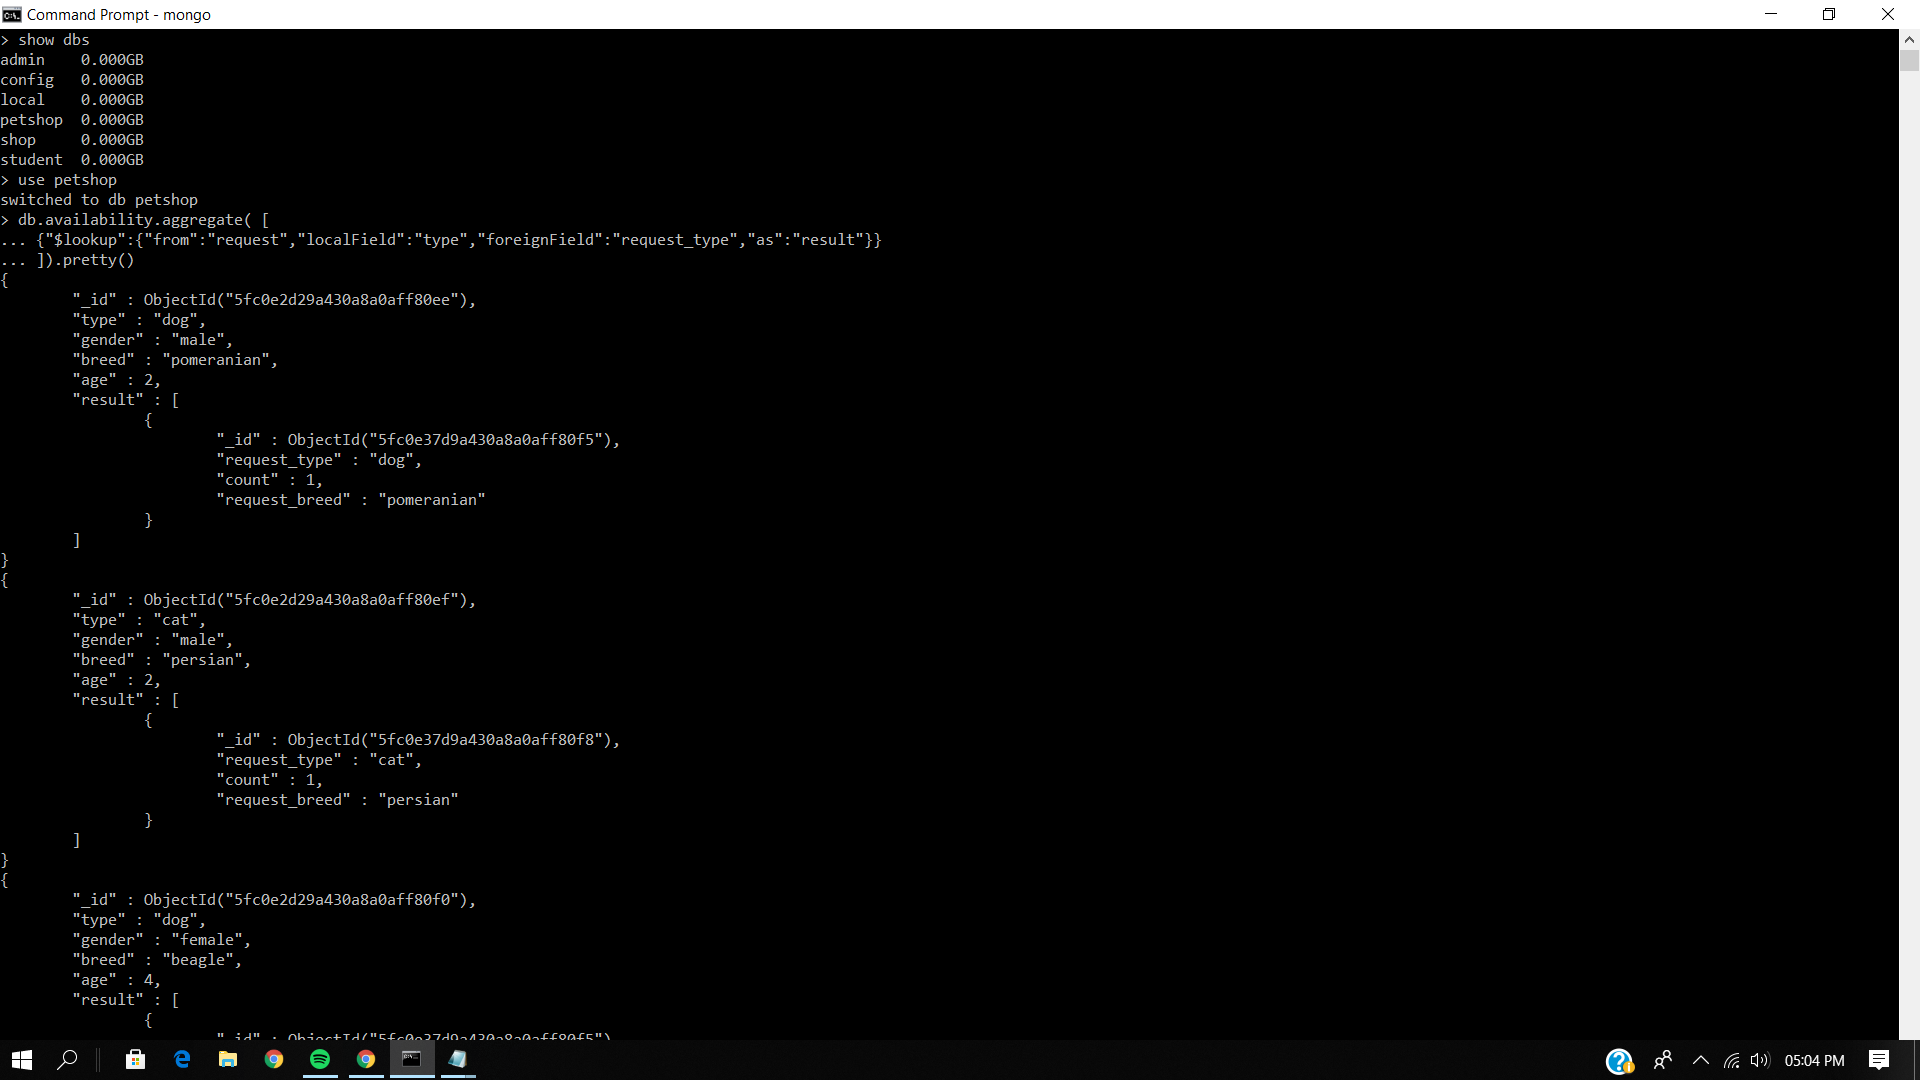 Command Prompt - mongo
> show dbs
admin    0.000GB
config   0.000GB
local    0.000GB
petshop  0.000GB
shop     0.000GB
student  0.000GB
> use petshop
switched to db petshop
> db.availability.aggregate( [
... {"$lookup":{"from":"request","localField":"type","foreignField":"request_type","as":"result"}}
... ]).pretty()
{
        "_id" : ObjectId("5fc0e2d29a430a8a0aff80ee"),
        "type" : "dog",
        "gender" : "male",
        "breed" : "pomeranian",
        "age" : 2,
        "result" : [
                {
                        "_id" : ObjectId("5fc0e37d9a430a8a0aff80f5"),
                        "request_type" : "dog",
                        "count" : 1,
                        "request_breed" : "pomeranian"
                }
        ]
}
{
        "_id" : ObjectId("5fc0e2d29a430a8a0aff80ef"),
        "type" : "cat",
        "gender" : "male",
        "breed" : "persian",
        "age" : 2,
        "result" : [
                {
                        "_id" : ObjectId("5fc0e37d9a430a8a0aff80f8"),
                        "request_type" : "cat",
                        "count" : 1,
                        "request_breed" : "persian"
                }
        ]
}
{
        "_id" : ObjectId("5fc0e2d29a430a8a0aff80f0"),
        "type" : "dog",
        "gender" : "female",
        "breed" : "beagle",
        "age" : 4,
        "result" : [
                {
                        "_id" : ObjectId("5fc0e37d9a430a8a0aff80f5")
05:04 PM